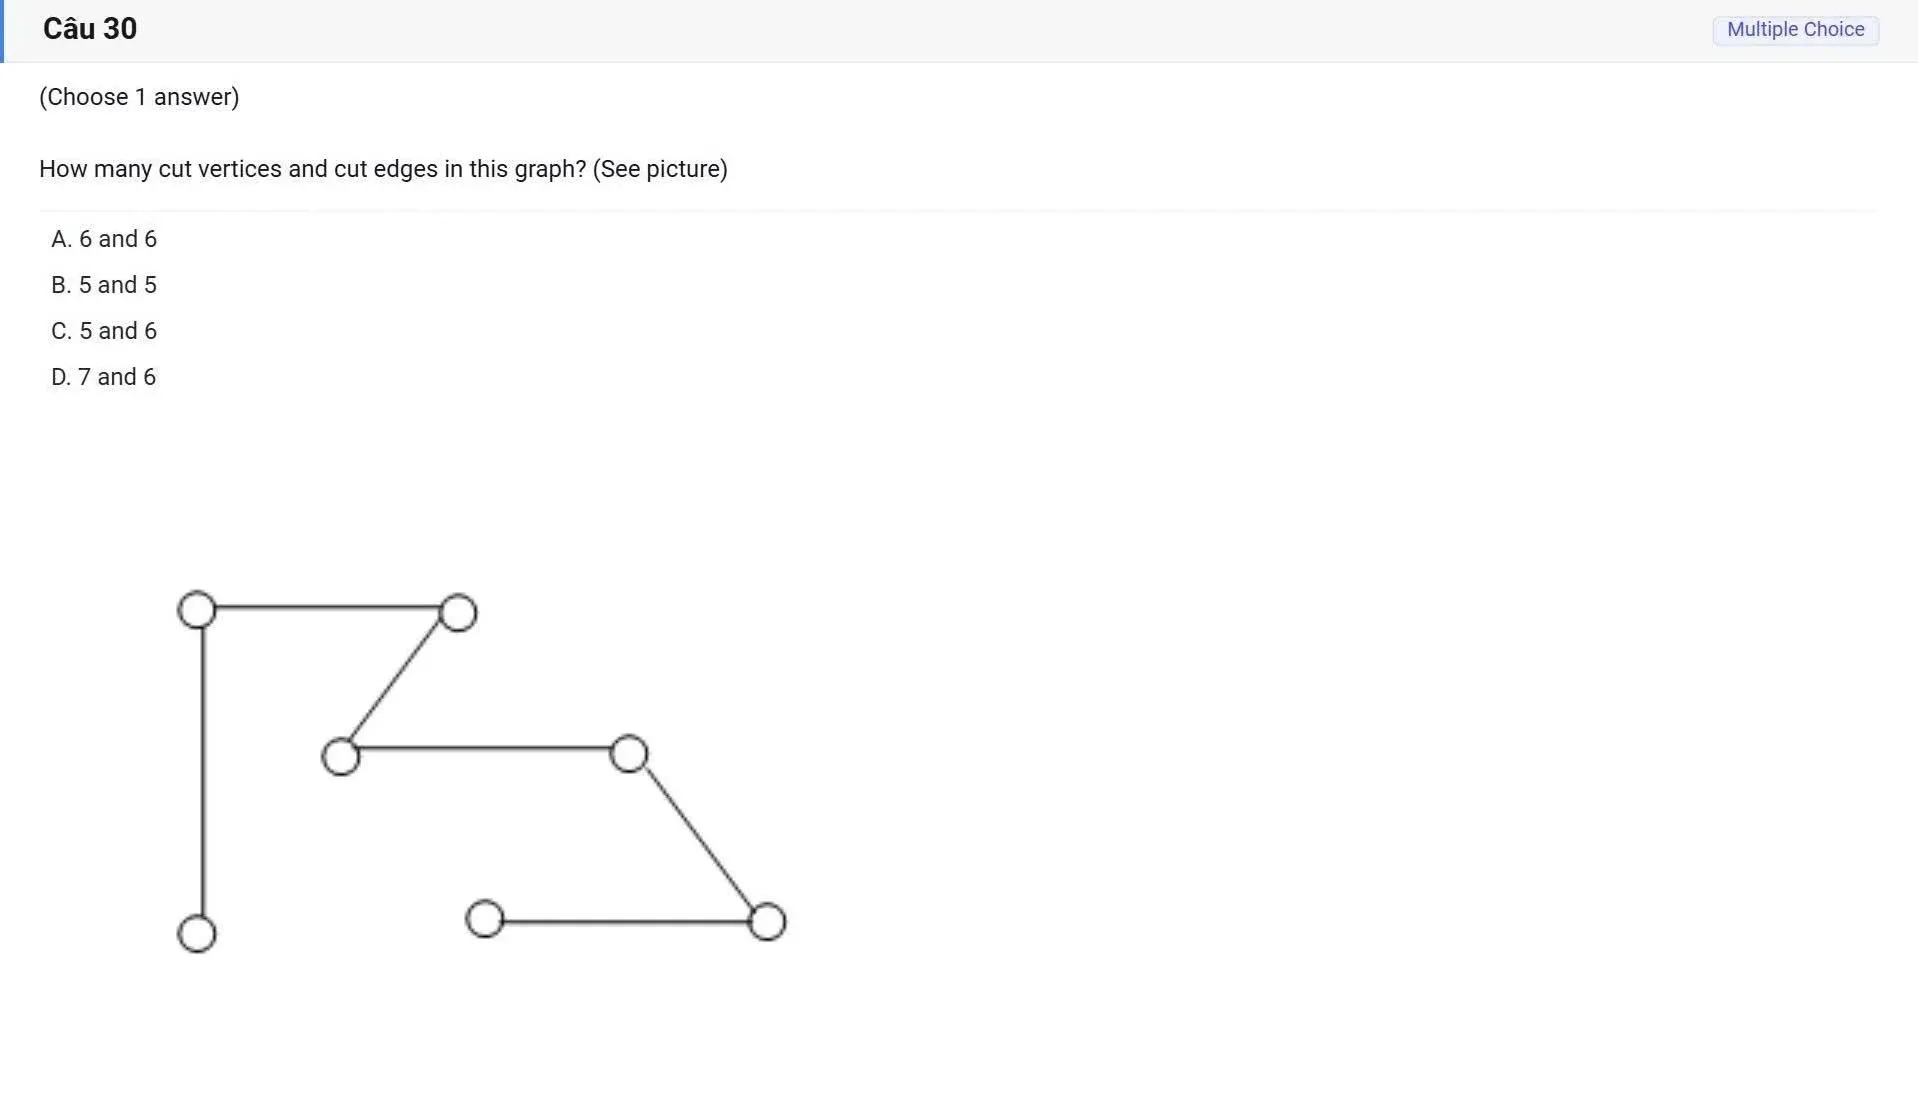 Câu 30
Multiple Choice
(Choose 1 answer)
How many cut vertices and cut edges in this graph? (See picture)
A. 6 and 6
B. 5 and 5
C. 5 and 6
D. 7 and 6